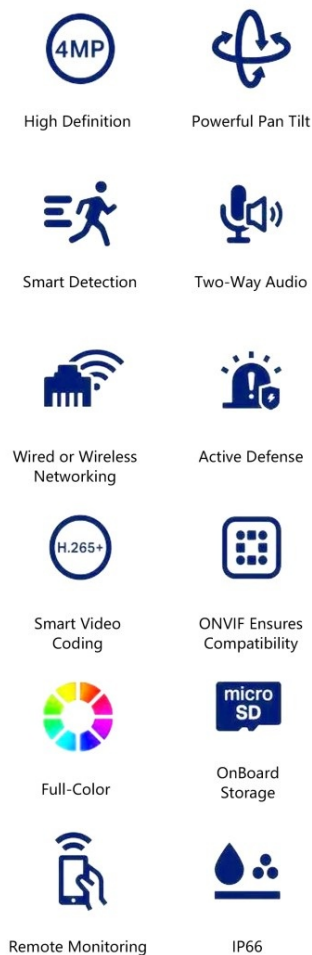 4MP
High Definition
Powerful Pan Tilt
Smart Detection
Two-Way Audio
Wired or Wireless
Networking
Active Defense
H.265+
Smart Video
Coding
ONVIF Ensures
Compatibility
Full-Color
micro
SD
OnBoard
Storage
Remote Monitoring
IP66